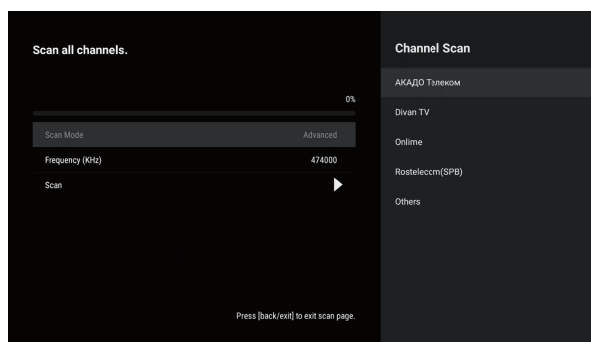 Scan all channels.
0%
Scan Mode Advanced
Frequency (KHz) 474000
Scan
Press [back/exit] to exit scan page.
Channel Scan
АКАДО Телеком
Divan TV
Onlime
Rosteleccm(SPB)
Others